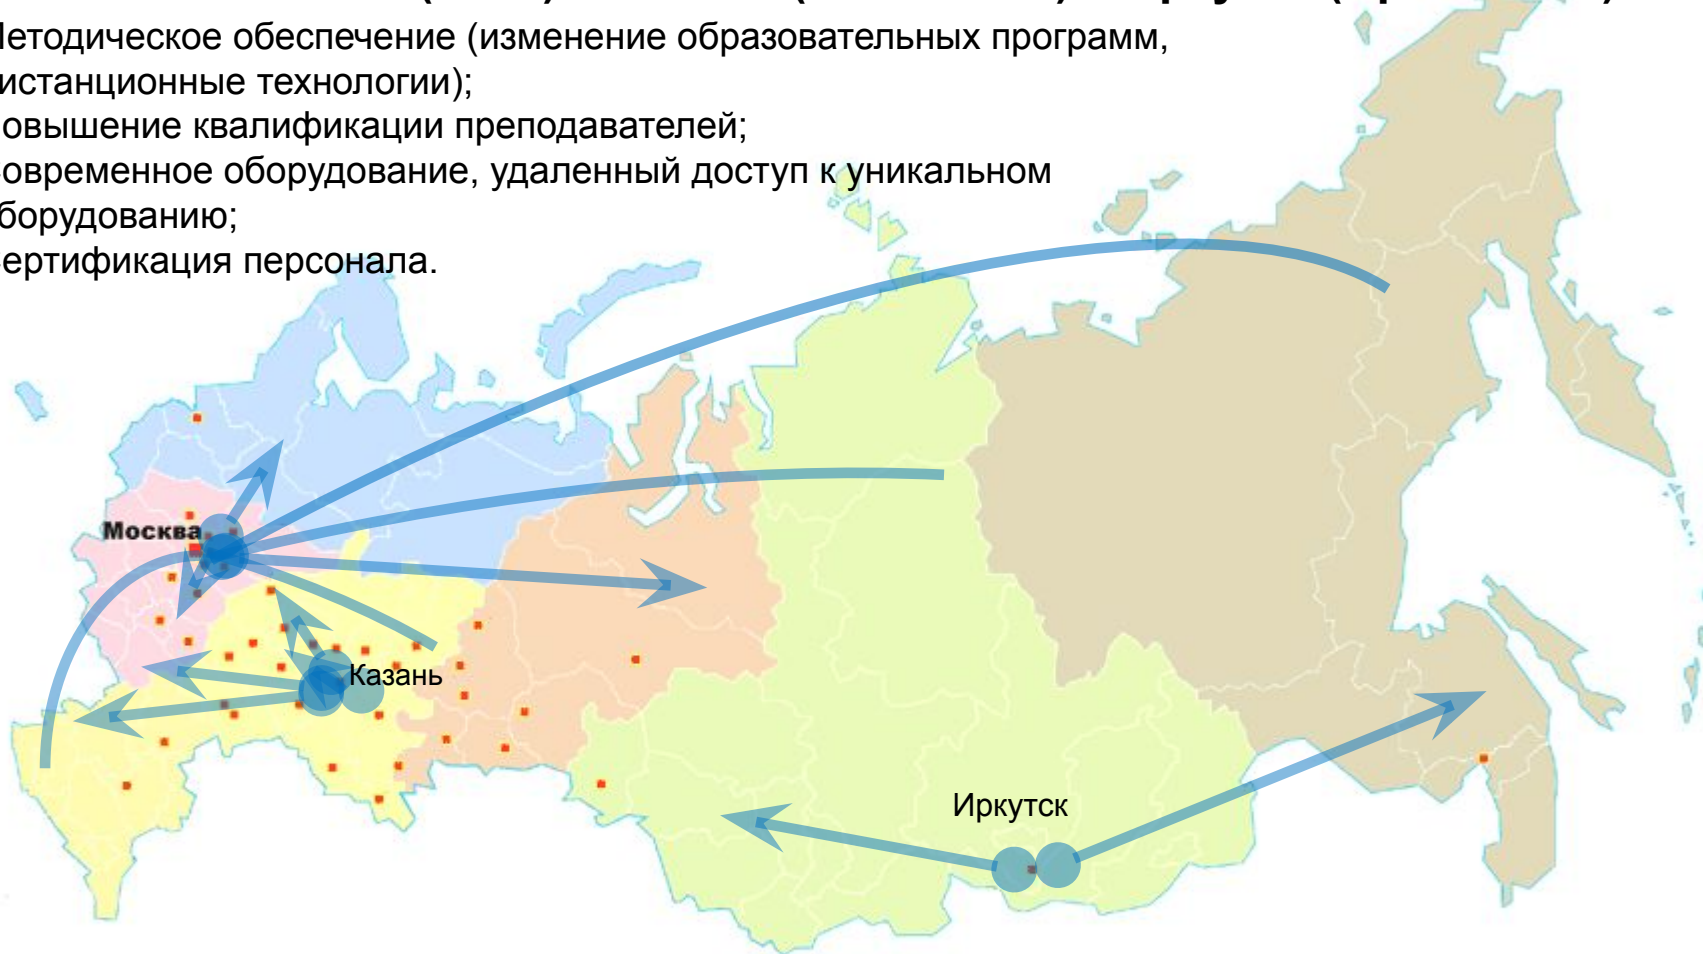 етодическое обеспечение (изменение образовательных программ,
истанционные технологии);
овышение квалификации преподавателей;
овременное оборудование, удаленный доступ к уникальном
борудованию;
ертификация персонала.
Москва
Казань
Иркутск